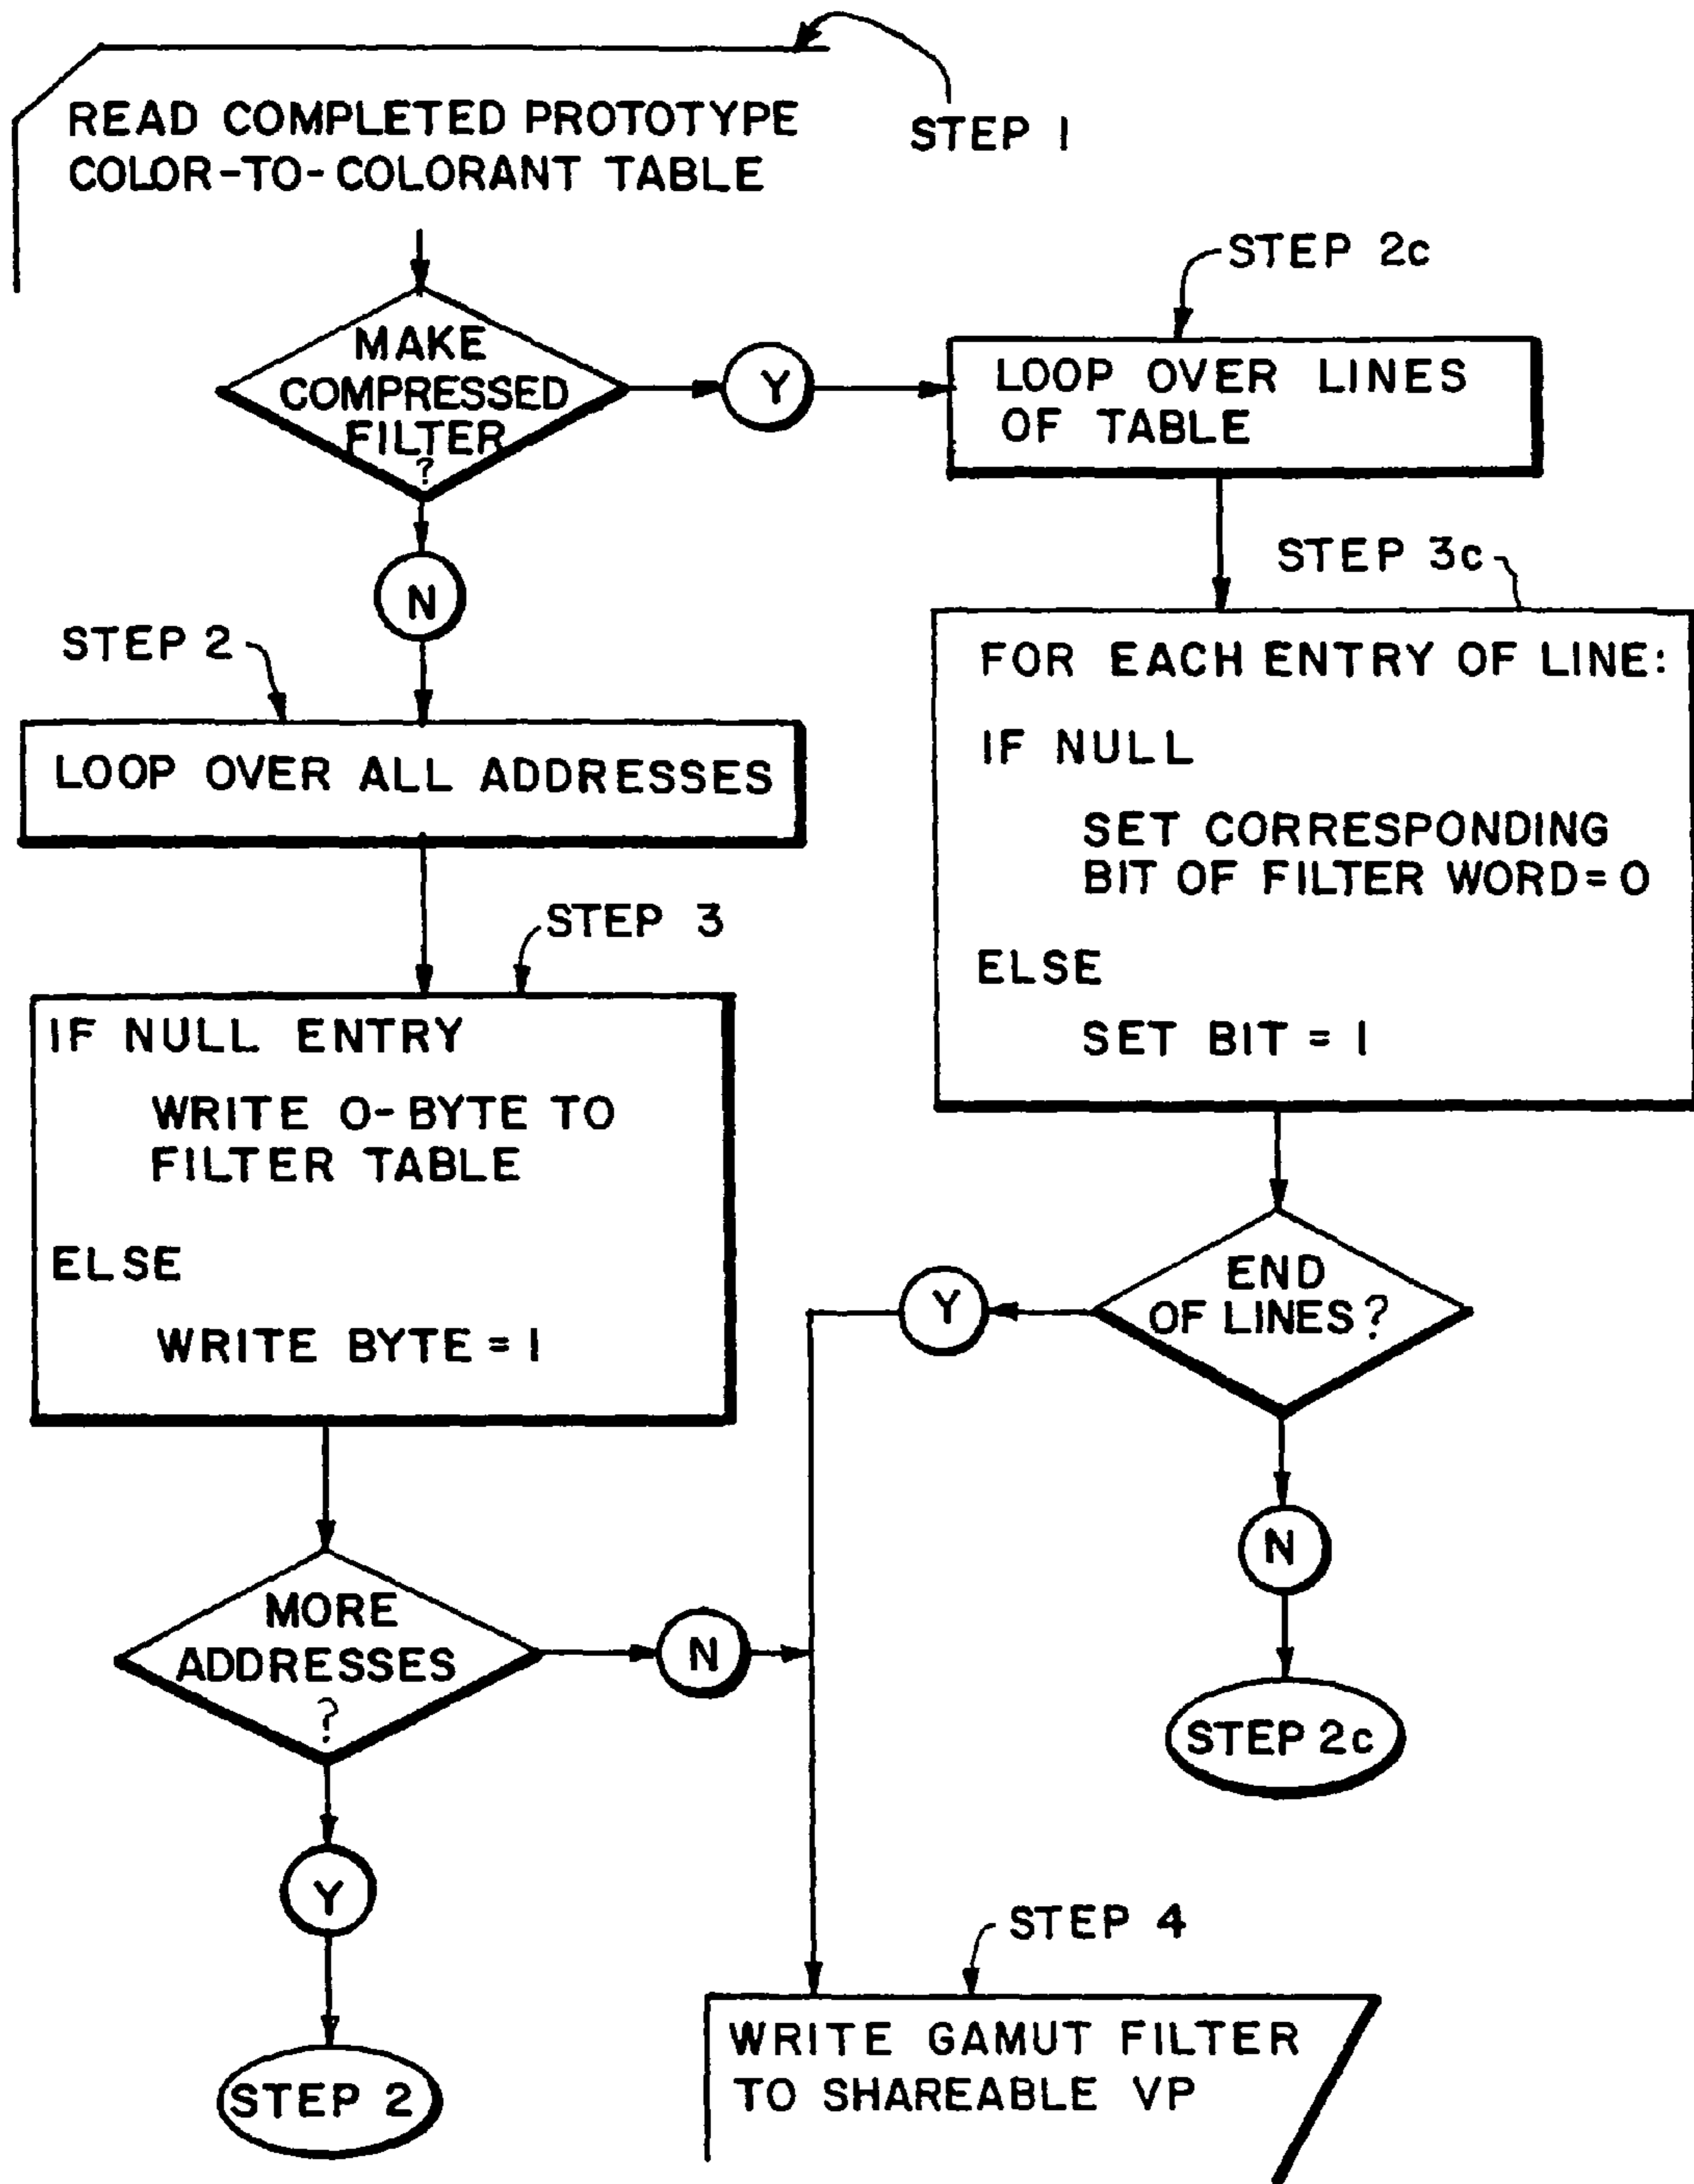 READ COMPLETED PROTOTYPE
COLOR-TO-COLORANT TABLE
STEP 1
MAKE
COMPRESSED
FILTER
?
Y
STEP 2c
LOOP OVER LINES
OF TABLE
N
STEP 2
LOOP OVER ALL ADDRESSES
STEP 3c
FOR EACH ENTRY OF LINE:
IF NULL
SET CORRESPONDING
BIT OF FILTER WORD=0
ELSE
SET BIT = 1
STEP 3
IF NULL ENTRY
WRITE 0-BYTE TO
FILTER TABLE
ELSE
WRITE BYTE = 1
END
OF LINES?
Y
N
STEP 2c
MORE
ADDRESSES
?
N
Y
STEP 2
STEP 4
WRITE GAMUT FILTER
TO SHAREABLE VP